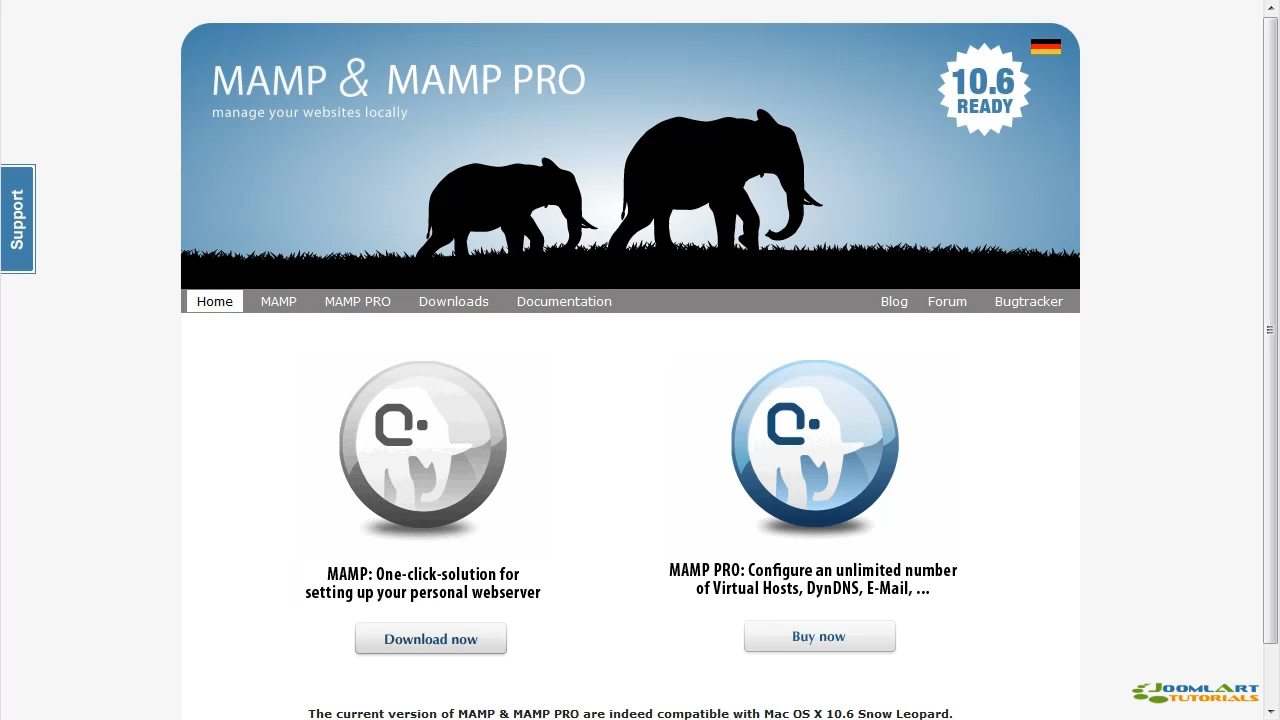 MAMP & MAMP PRO
manage your websites locally
10.6
READY
Support
Home MAMP MAMP PRO Downloads Documentation Blog Forum Bugtracker
MAMP: One-click-solution for
setting up your personal webserver
Download now
MAMP PRO: Configure an unlimited number
of Virtual Hosts, DynDNS, E-Mail, ...
Buy now
The current version of MAMP & MAMP PRO are indeed compatible with Mac OS X 10.6 Snow Leopard.
JOOMLART
TUTORIALS